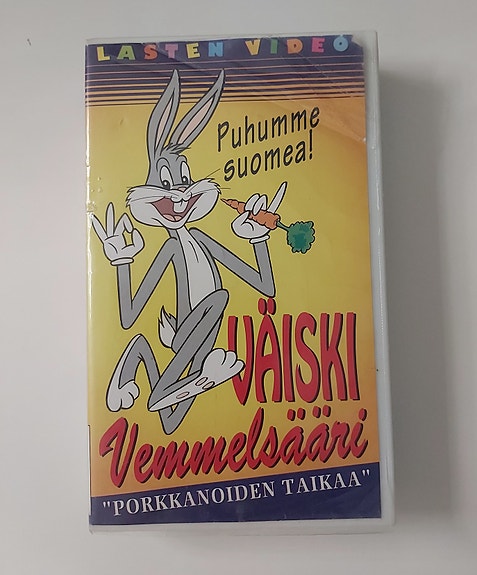 LASTEN VIDEO
Puhumme
suomea!
VÄISKI
Vemmelsääri
"PORKKANOIDEN TAIKAA"